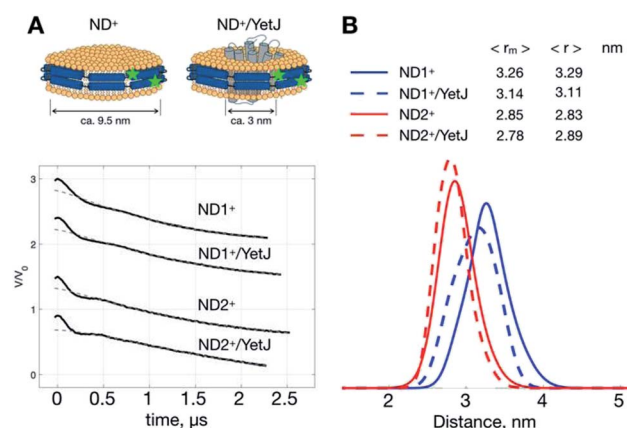 A
ND⁺
ND⁺/YetJ
ca. 9.5 nm
ca. 3 nm
V/V₀
3
2
1
0
ND1⁺
ND1⁺/YetJ
ND2⁺
ND2⁺/YetJ
0 0.5 1.0 1.5 2.0 2.5
time, μs
B
< rₘ > < r > nm
ND1⁺ 3.26 3.29
ND1⁺/YetJ 3.14 3.11
ND2⁺ 2.85 2.83
ND2⁺/YetJ 2.78 2.89
2 3 4 5
Distance, nm